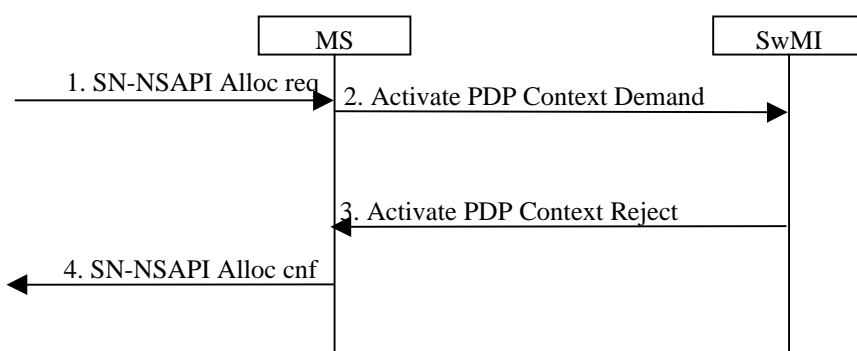 MS
SwMI
1. SN-NSAPI Alloc req
2. Activate PDP Context Demand
3. Activate PDP Context Reject
4. SN-NSAPI Alloc cnf